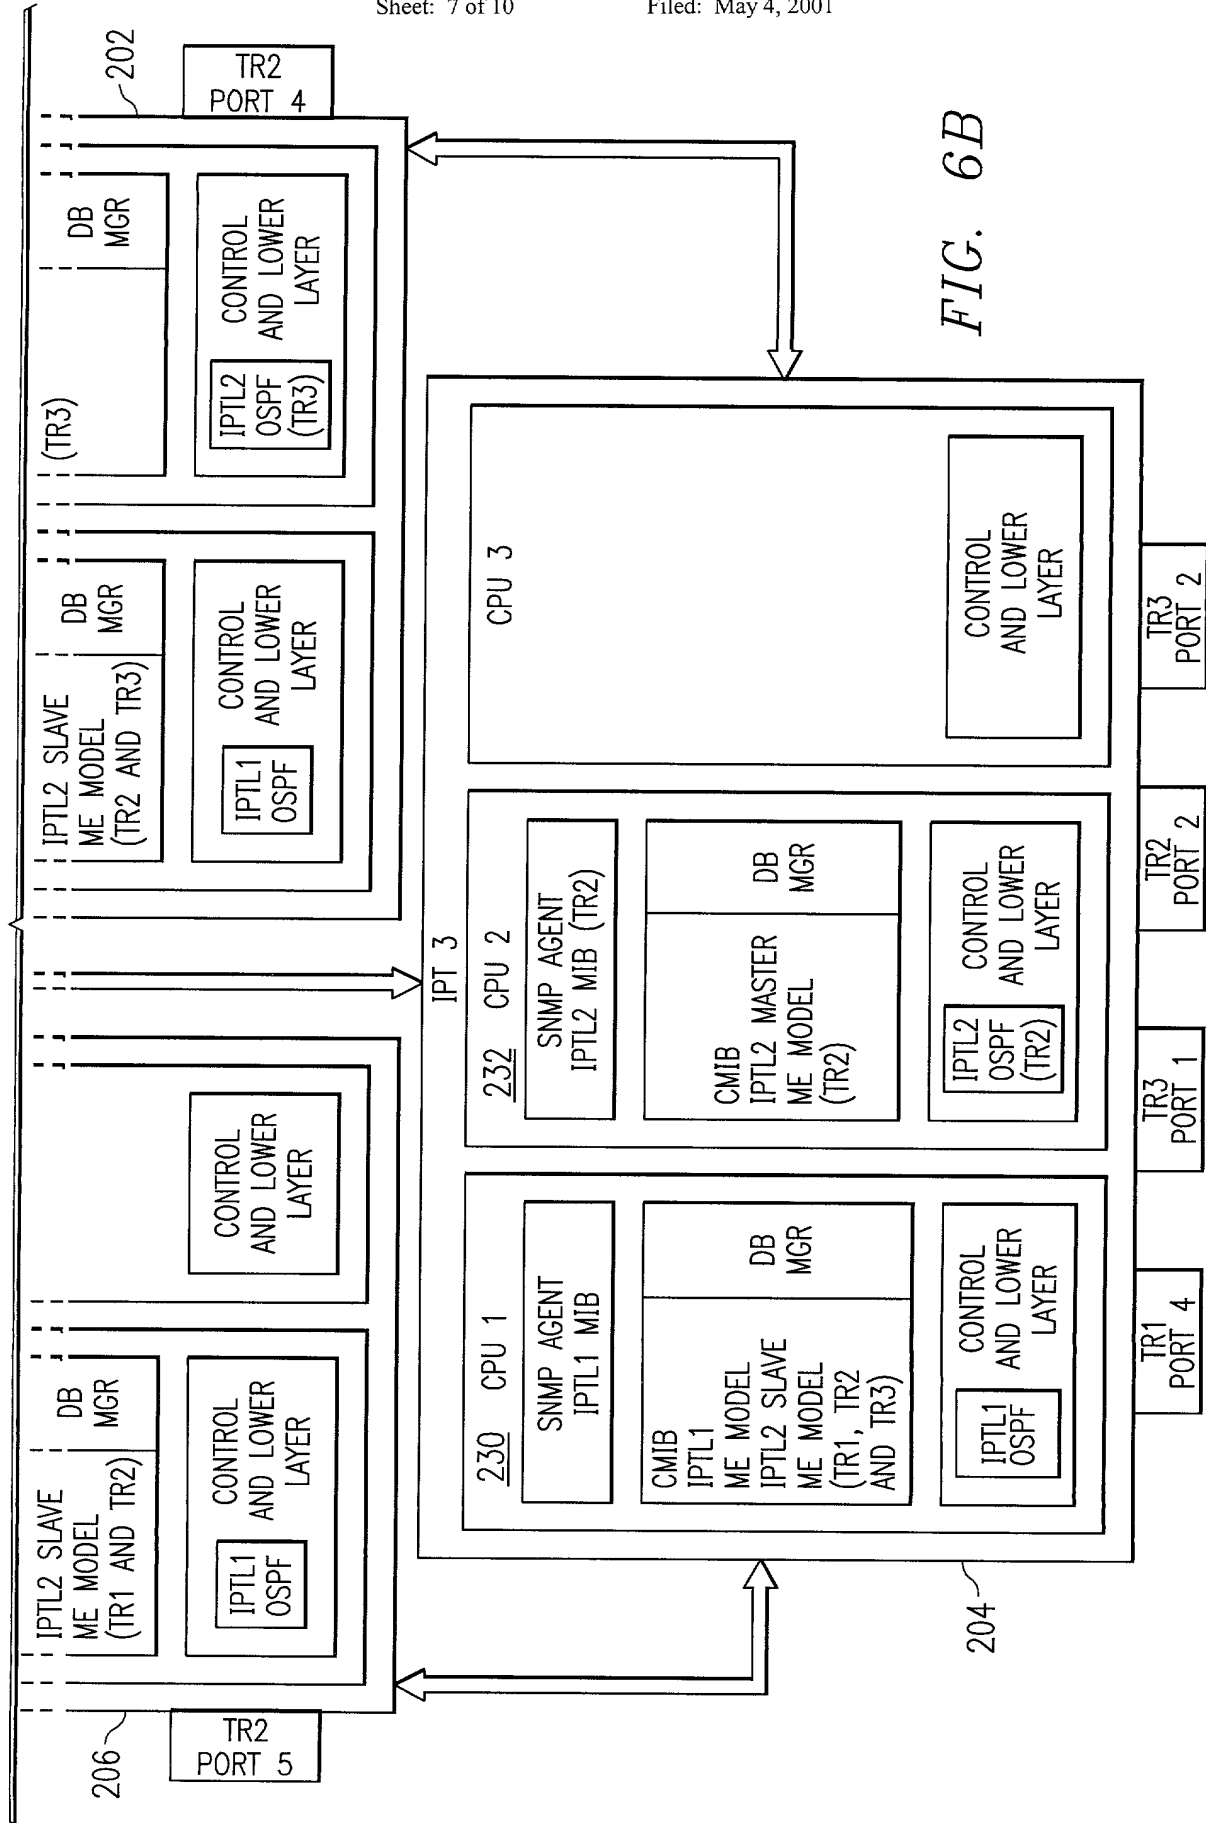 Sheet: 7 of 10
Filed: May 4, 2001
206
TR2
PORT 5
IPTL2 SLAVE
ME MODEL
(TR1 AND TR2)
DB
MGR
IPTL1
OSPF
CONTROL
AND LOWER
LAYER
CONTROL
AND LOWER
LAYER
IPTL2 SLAVE
ME MODEL
(TR2 AND TR3)
DB
MGR
IPTL1
OSPF
CONTROL
AND LOWER
LAYER
(TR3)
DB
MGR
IPTL2
OSPF
(TR3)
CONTROL
AND LOWER
LAYER
202
TR2
PORT 4
IPT 3
230 CPU 1
SNMP AGENT
IPTL1 MIB
CMIB
IPTL1
ME MODEL
IPTL2 SLAVE
ME MODEL
(TR1, TR2
AND TR3)
DB
MGR
IPTL1
OSPF
CONTROL
AND LOWER
LAYER
232 CPU 2
SNMP AGENT
IPTL2 MIB (TR2)
CMIB
IPTL2 MASTER
ME MODEL
(TR2)
DB
MGR
IPTL2
OSPF
(TR2)
CONTROL
AND LOWER
LAYER
CPU 3
CONTROL
AND LOWER
LAYER
204
TR1
PORT 4
TR3
PORT 1
TR2
PORT 2
TR3
PORT 2
FIG. 6B